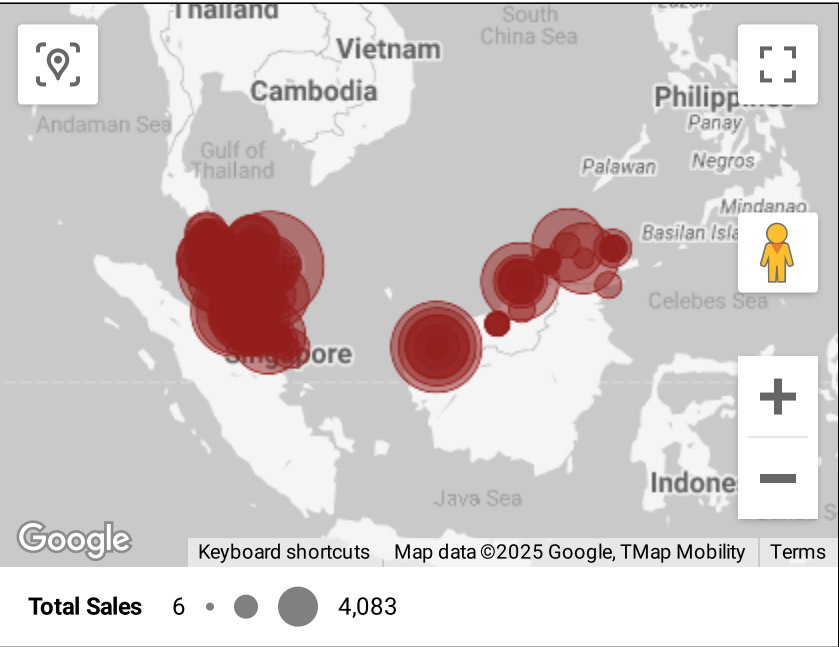 Thailand
South
China Sea
Vietnam
Cambodia
Philippines
Panay
Andaman Sea
Gulf of
Thailand
Palawan
Negros
Mindanao
Basilan Isla
Celebes Sea
Singapore
Indone
Java Sea
Google
Keyboard shortcuts
Map data ©2025 Google, TMap Mobility
Terms
Total Sales 6 4,083